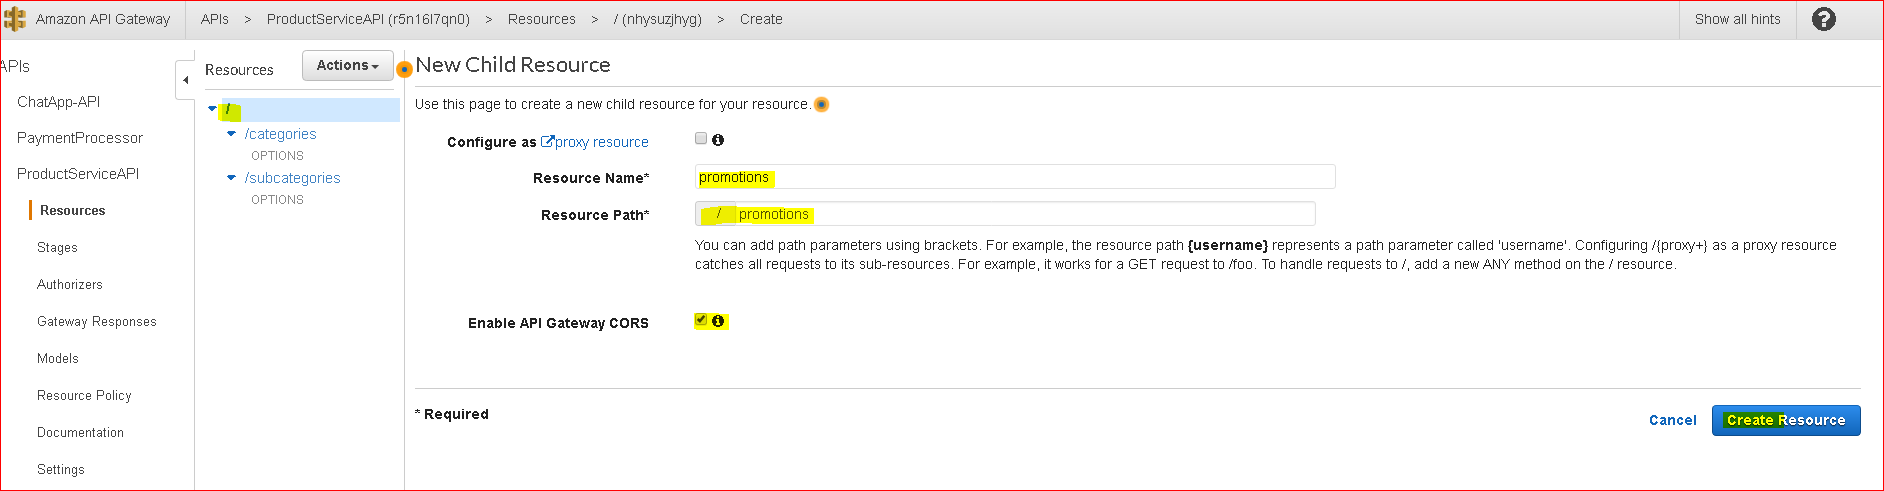 Amazon API Gateway APIs > ProductServiceAPI (r5n16l7qn0) > Resources > / (nhysuzjhyg) > Create Show all hints ?
APIs
ChatApp-API
PaymentProcessor
ProductServiceAPI
Resources
Stages
Authorizers
Gateway Responses
Models
Resource Policy
Documentation
Settings
Resources Actions
/
/categories
OPTIONS
/subcategories
OPTIONS
New Child Resource
Use this page to create a new child resource for your resource.
Configure as proxy resource
Resource Name* promotions
Resource Path* / promotions
You can add path parameters using brackets. For example, the resource path {username} represents a path parameter called 'username'. Configuring /{proxy+} as a proxy resource
catches all requests to its sub-resources. For example, it works for a GET request to /foo. To handle requests to /, add a new ANY method on the / resource.
Enable API Gateway CORS
* Required
Cancel Create Resource